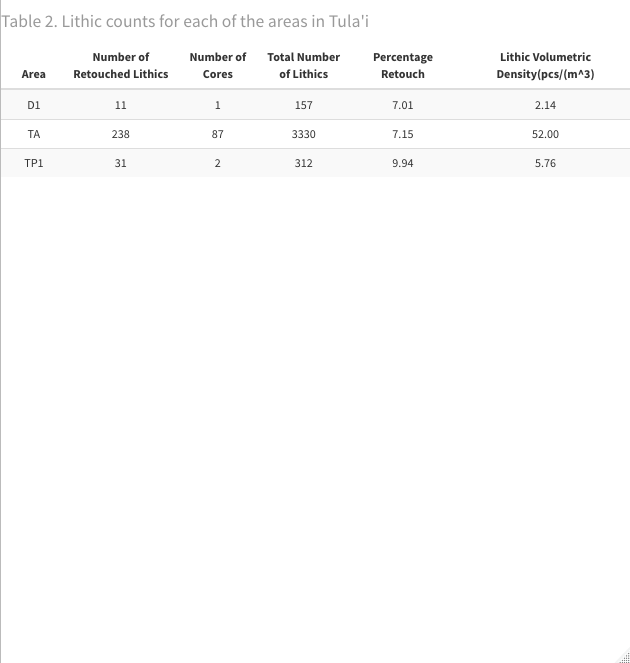 Table 2. Lithic counts for each of the areas in Tula'i
Area Number of Retouched Lithics Number of Cores Total Number of Lithics Percentage Retouch Lithic Volumetric Density(pcs/(m^3)
D1 11 1 157 7.01 2.14
TA 238 87 3330 7.15 52.00
TP1 31 2 312 9.94 5.76